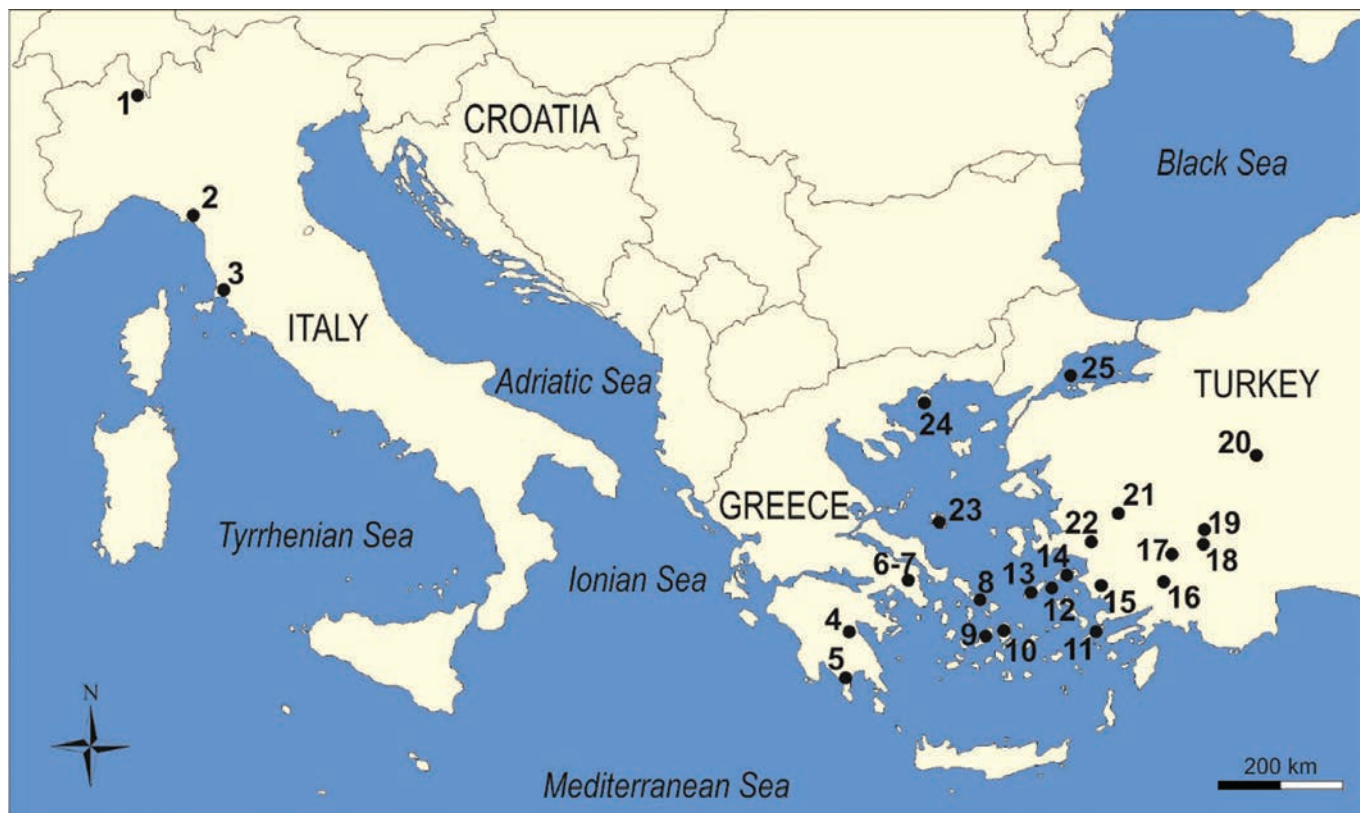 1
CROATIA
Black Sea
2
3
ITALY
Adriatic Sea
25
TURKEY
24
20
GREECE
21
23
22
19
Tyrrhenian Sea
17
18
Ionian Sea
6-7
14
13
8
12
15
16
4
9
10
11
5
N
200 km
Mediterranean Sea